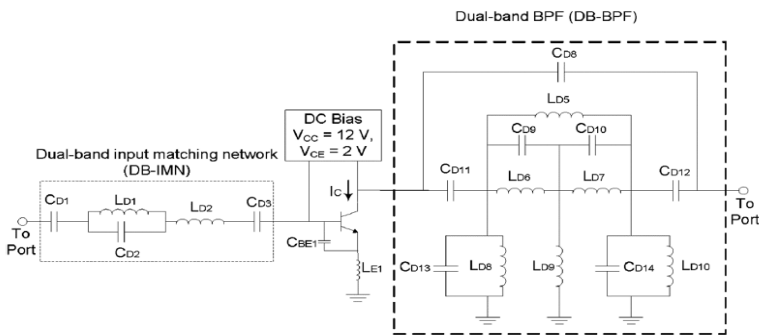 Dual-band BPF (DB-BPF)
CD8
LD5
DC Bias
VCC = 12 V,
VCE = 2 V
CD9
CD10
Dual-band input matching network
(DB-IMN)
CD11
CD12
IC
LD6
LD7
CD1
LD1
LD2
CD3
To
Port
To
Port
CD2
CBE1
LE1
CD13
LD8
LD9
CD14
LD10